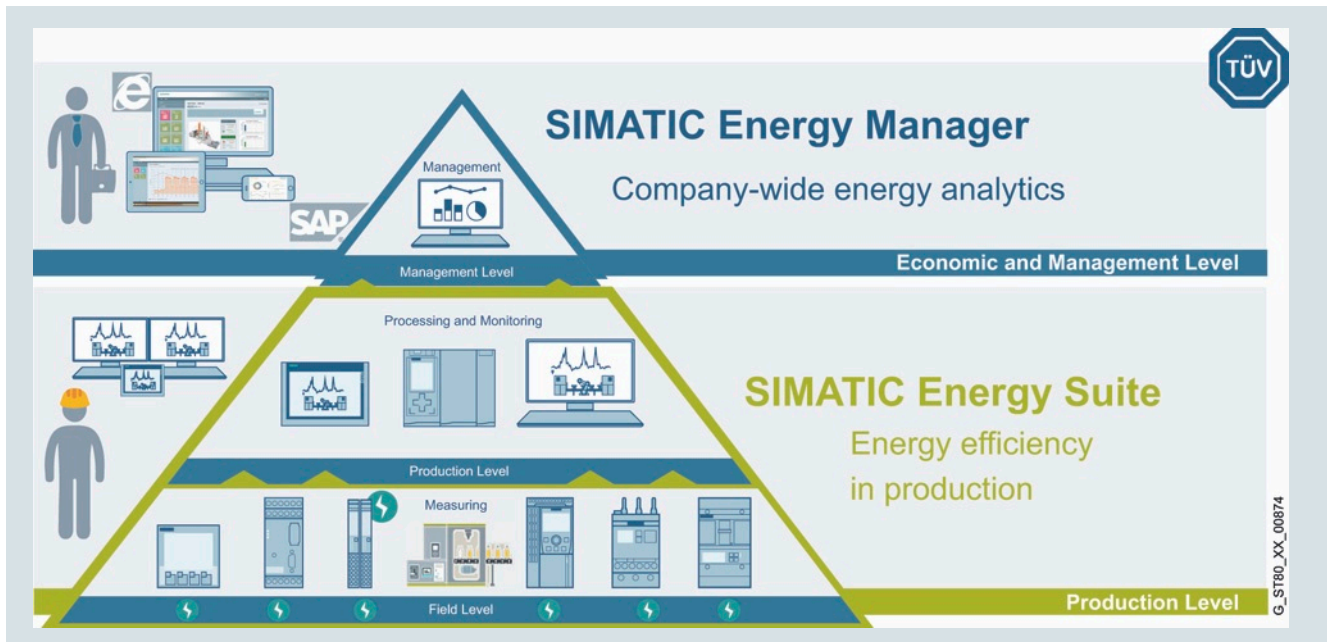 TÜV
SIMATIC Energy Manager
Management
Company-wide energy analytics
SAP
Economic and Management Level
Management Level
Processing and Monitoring
SIMATIC Energy Suite
Energy efficiency
in production
Production Level
Measuring
Field Level
Production Level
G_ST80_XX_00874